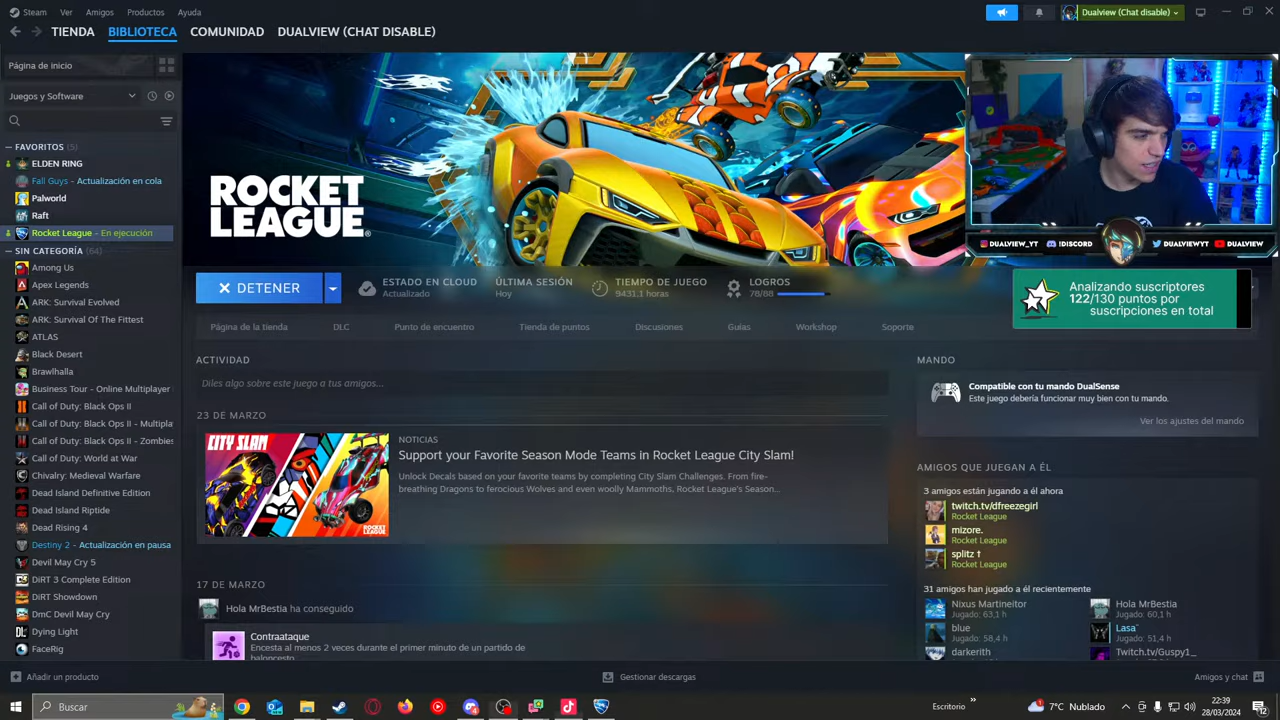 Steam Ver Amigos Productos Ayuda
Dualview (Chat disable)
TIENDA BIBLIOTECA COMUNIDAD DUALVIEW (CHAT DISABLE)
Página de inicio
Juegos y Software
FAVORITOS (5)
ELDEN RING
Fall Guys - Actualización en cola
Palworld
Raft
Rocket League - En ejecución
SIN CATEGORÍA (64)
Among Us
Apex Legends
ARK: Survival Evolved
ARK: Survival Of The Fittest
ATLAS
Black Desert
Brawlhalla
Business Tour - Online Multiplayer
Call of Duty: Black Ops II
Call of Duty: Black Ops II - Multipla
Call of Duty: Black Ops II - Zombies
Call of Duty: World at War
Chivalry: Medieval Warfare
Dead Island Definitive Edition
Dead Island Riptide
Dead Rising 4
Destiny 2 - Actualización en pausa
Devil May Cry 5
DiRT 3 Complete Edition
DiRT Showdown
DmC Devil May Cry
Dying Light
FaceRig
ROCKET
LEAGUE
DUALVIEW_YT !DISCORD DUALVIEWYT DUALVIEW
Analizando suscriptores
122/130 puntos por
suscripciones en total
DETENER
ESTADO EN CLOUD
Actualizado
ÚLTIMA SESIÓN
Hoy
TIEMPO DE JUEGO
9431,1 horas
LOGROS
78/88
Página de la tienda DLC Punto de encuentro Tienda de puntos Discusiones Guías Workshop Soporte
ACTIVIDAD
Diles algo sobre este juego a tus amigos...
23 DE MARZO
CITY SLAM
ROCKET
LEAGUE
NOTICIAS
Support your Favorite Season Mode Teams in Rocket League City Slam!
Unlock Decals based on your favorite teams by completing City Slam Challenges. From fire-
breathing Dragons to ferocious Wolves and even woolly Mammoths, Rocket League's Season...
17 DE MARZO
Hola MrBestia ha conseguido
Contraataque
Encesta al menos 2 veces durante el primer minuto de un partido de
baloncesto
MANDO
Compatible con tu mando DualSense
Este juego debería funcionar muy bien con tu mando.
Ver los ajustes del mando
AMIGOS QUE JUEGAN A ÉL
3 amigos están jugando a él ahora
twitch.tv/dfreezegirl
Rocket League
mizore.
Rocket League
splitz †
Rocket League
31 amigos han jugado a él recientemente
Nixus Martineitor
Jugado: 63,1 h
Hola MrBestia
Jugado: 60,1 h
blue
Jugado: 58,4 h
Lasa
Jugado: 51,4 h
darkerith
Twitch.tv/Guspy1_
Añadir un producto
Gestionar descargas
Amigos y chat
Buscar
Escritorio
7°C Nublado
22:39
28/03/2024